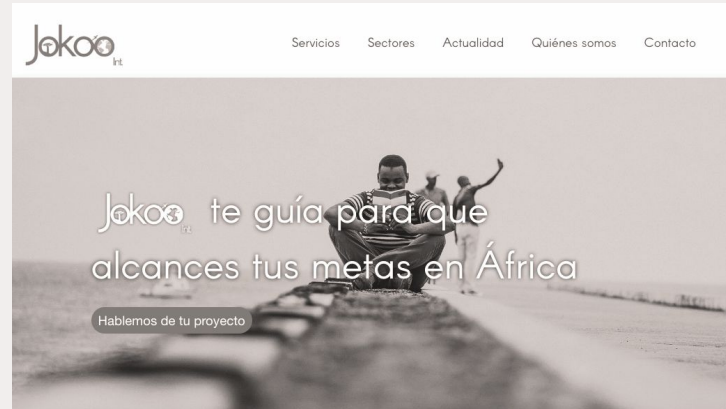 Jokoo Int.
Servicios Sectores Actualidad Quiénes somos Contacto
Jokoo Int. te guía para que
alcances tus metas en África
Hablemos de tu proyecto